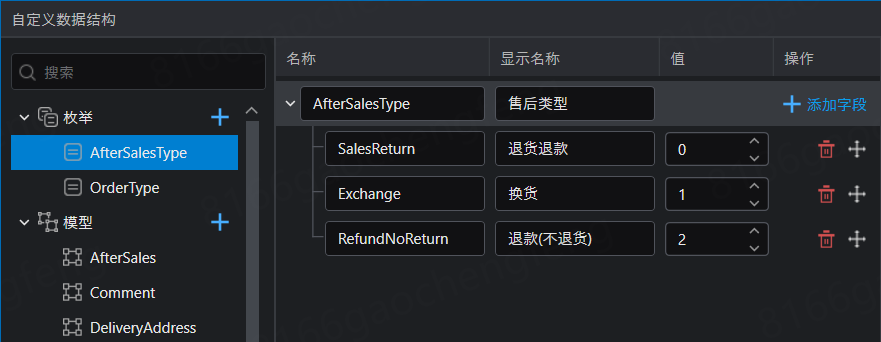 自定义数据结构
搜索
枚举
AfterSalesType
OrderType
模型
AfterSales
Comment
DeliveryAddress
名称 显示名称 值 操作
AfterSalesType 售后类型 添加字段
SalesReturn 退货退款 0
Exchange 换货 1
RefundNoReturn 退款(不退货) 2